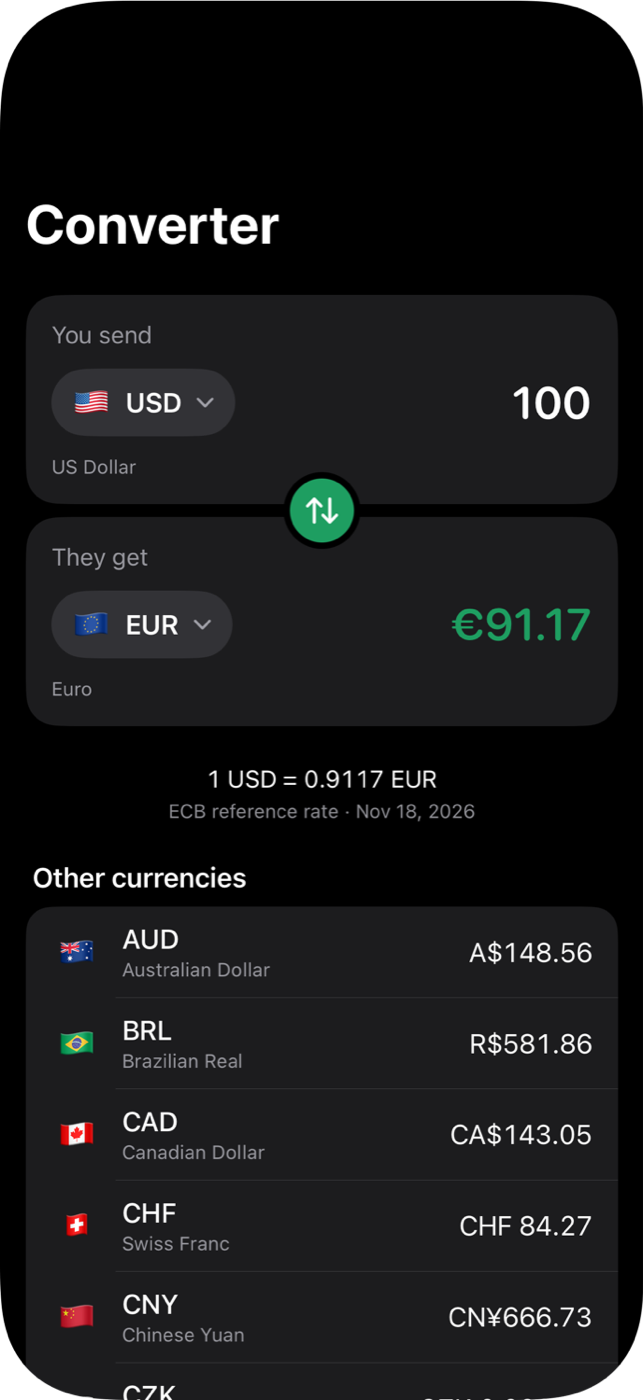 Converter
You send
USD
100
US Dollar
They get
EUR
€91.17
Euro
1 USD = 0.9117 EUR
ECB reference rate · Nov 18, 2026
Other currencies
AUD
A$148.56
Australian Dollar
BRL
R$581.86
Brazilian Real
CAD
CA$143.05
Canadian Dollar
CHF
CHF 84.27
Swiss Franc
CNY
CN¥666.73
Chinese Yuan
CZK